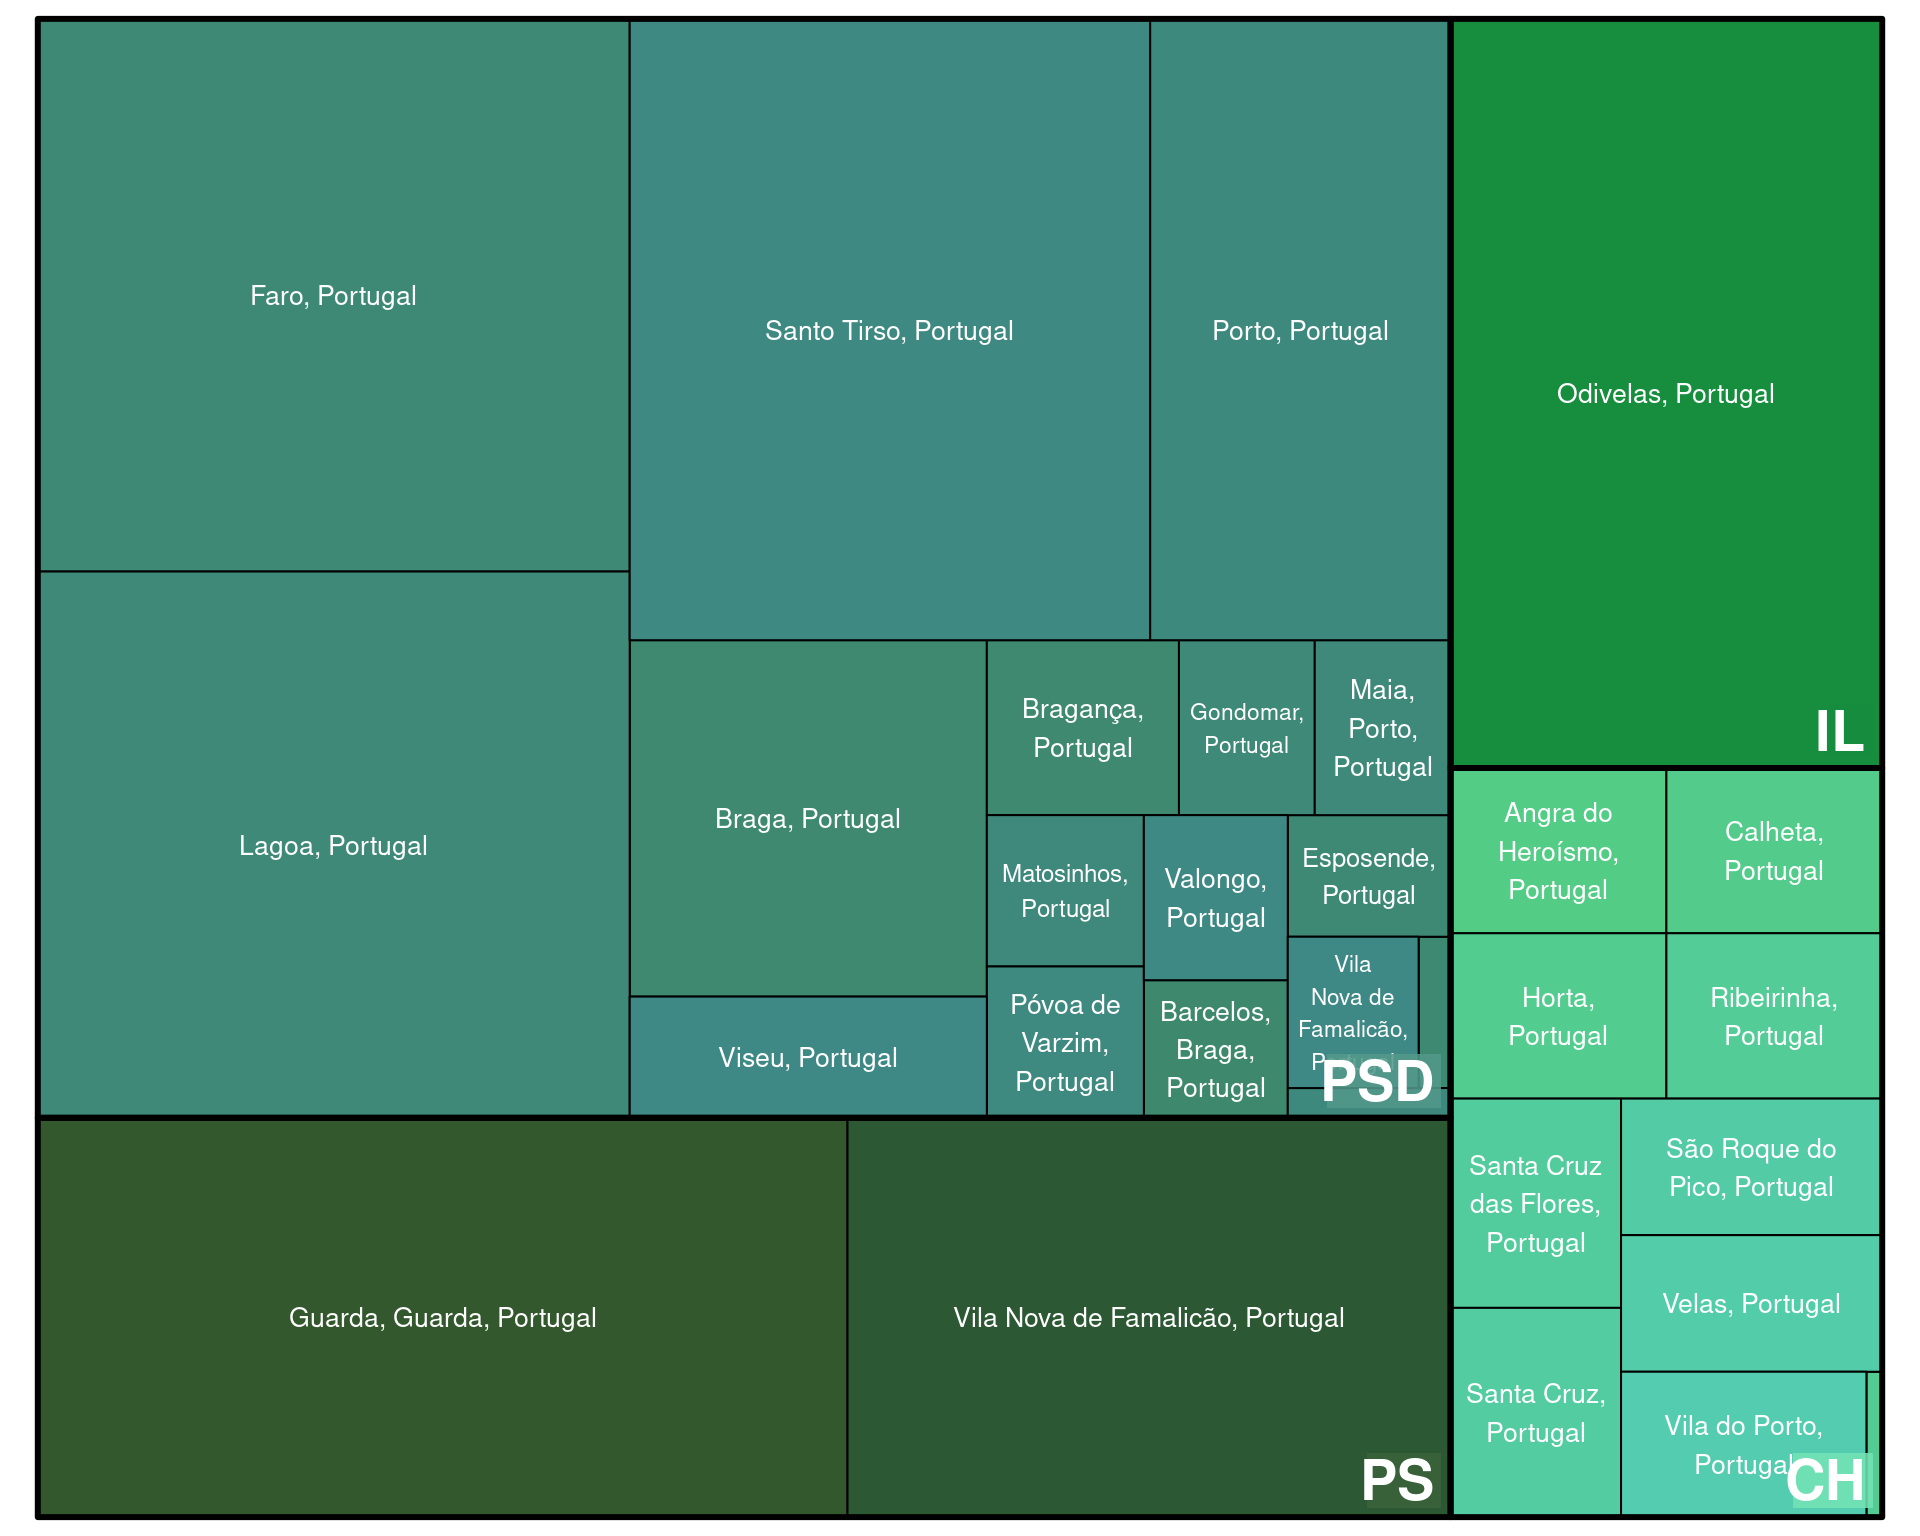 Faro, Portugal
Santo Tirso, Portugal
Porto, Portugal
Odivelas, Portugal
IL
Lagoa, Portugal
Braga, Portugal
Viseu, Portugal
Bragança,
Portugal
Gondomar,
Portugal
Maia,
Porto,
Portugal
Matosinhos,
Portugal
Valongo,
Portugal
Esposende,
Portugal
Póvoa de
Varzim,
Portugal
Barcelos,
Braga,
Portugal
Vila
Nova de
Famalicão,
PSD
Angra do
Heroísmo,
Portugal
Calheta,
Portugal
Horta,
Portugal
Ribeirinha,
Portugal
Santa Cruz
das Flores,
Portugal
São Roque do
Pico, Portugal
Velas, Portugal
Santa Cruz,
Portugal
Vila do Porto,
Portugal
CH
Guarda, Guarda, Portugal
Vila Nova de Famalicão, Portugal
PS